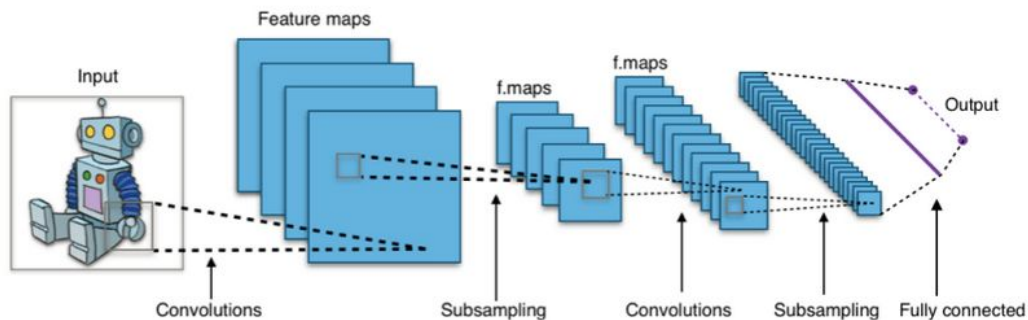 Feature maps
Input
f.maps
f.maps
Output
Convolutions
Subsampling
Convolutions
Subsampling
Fully connected